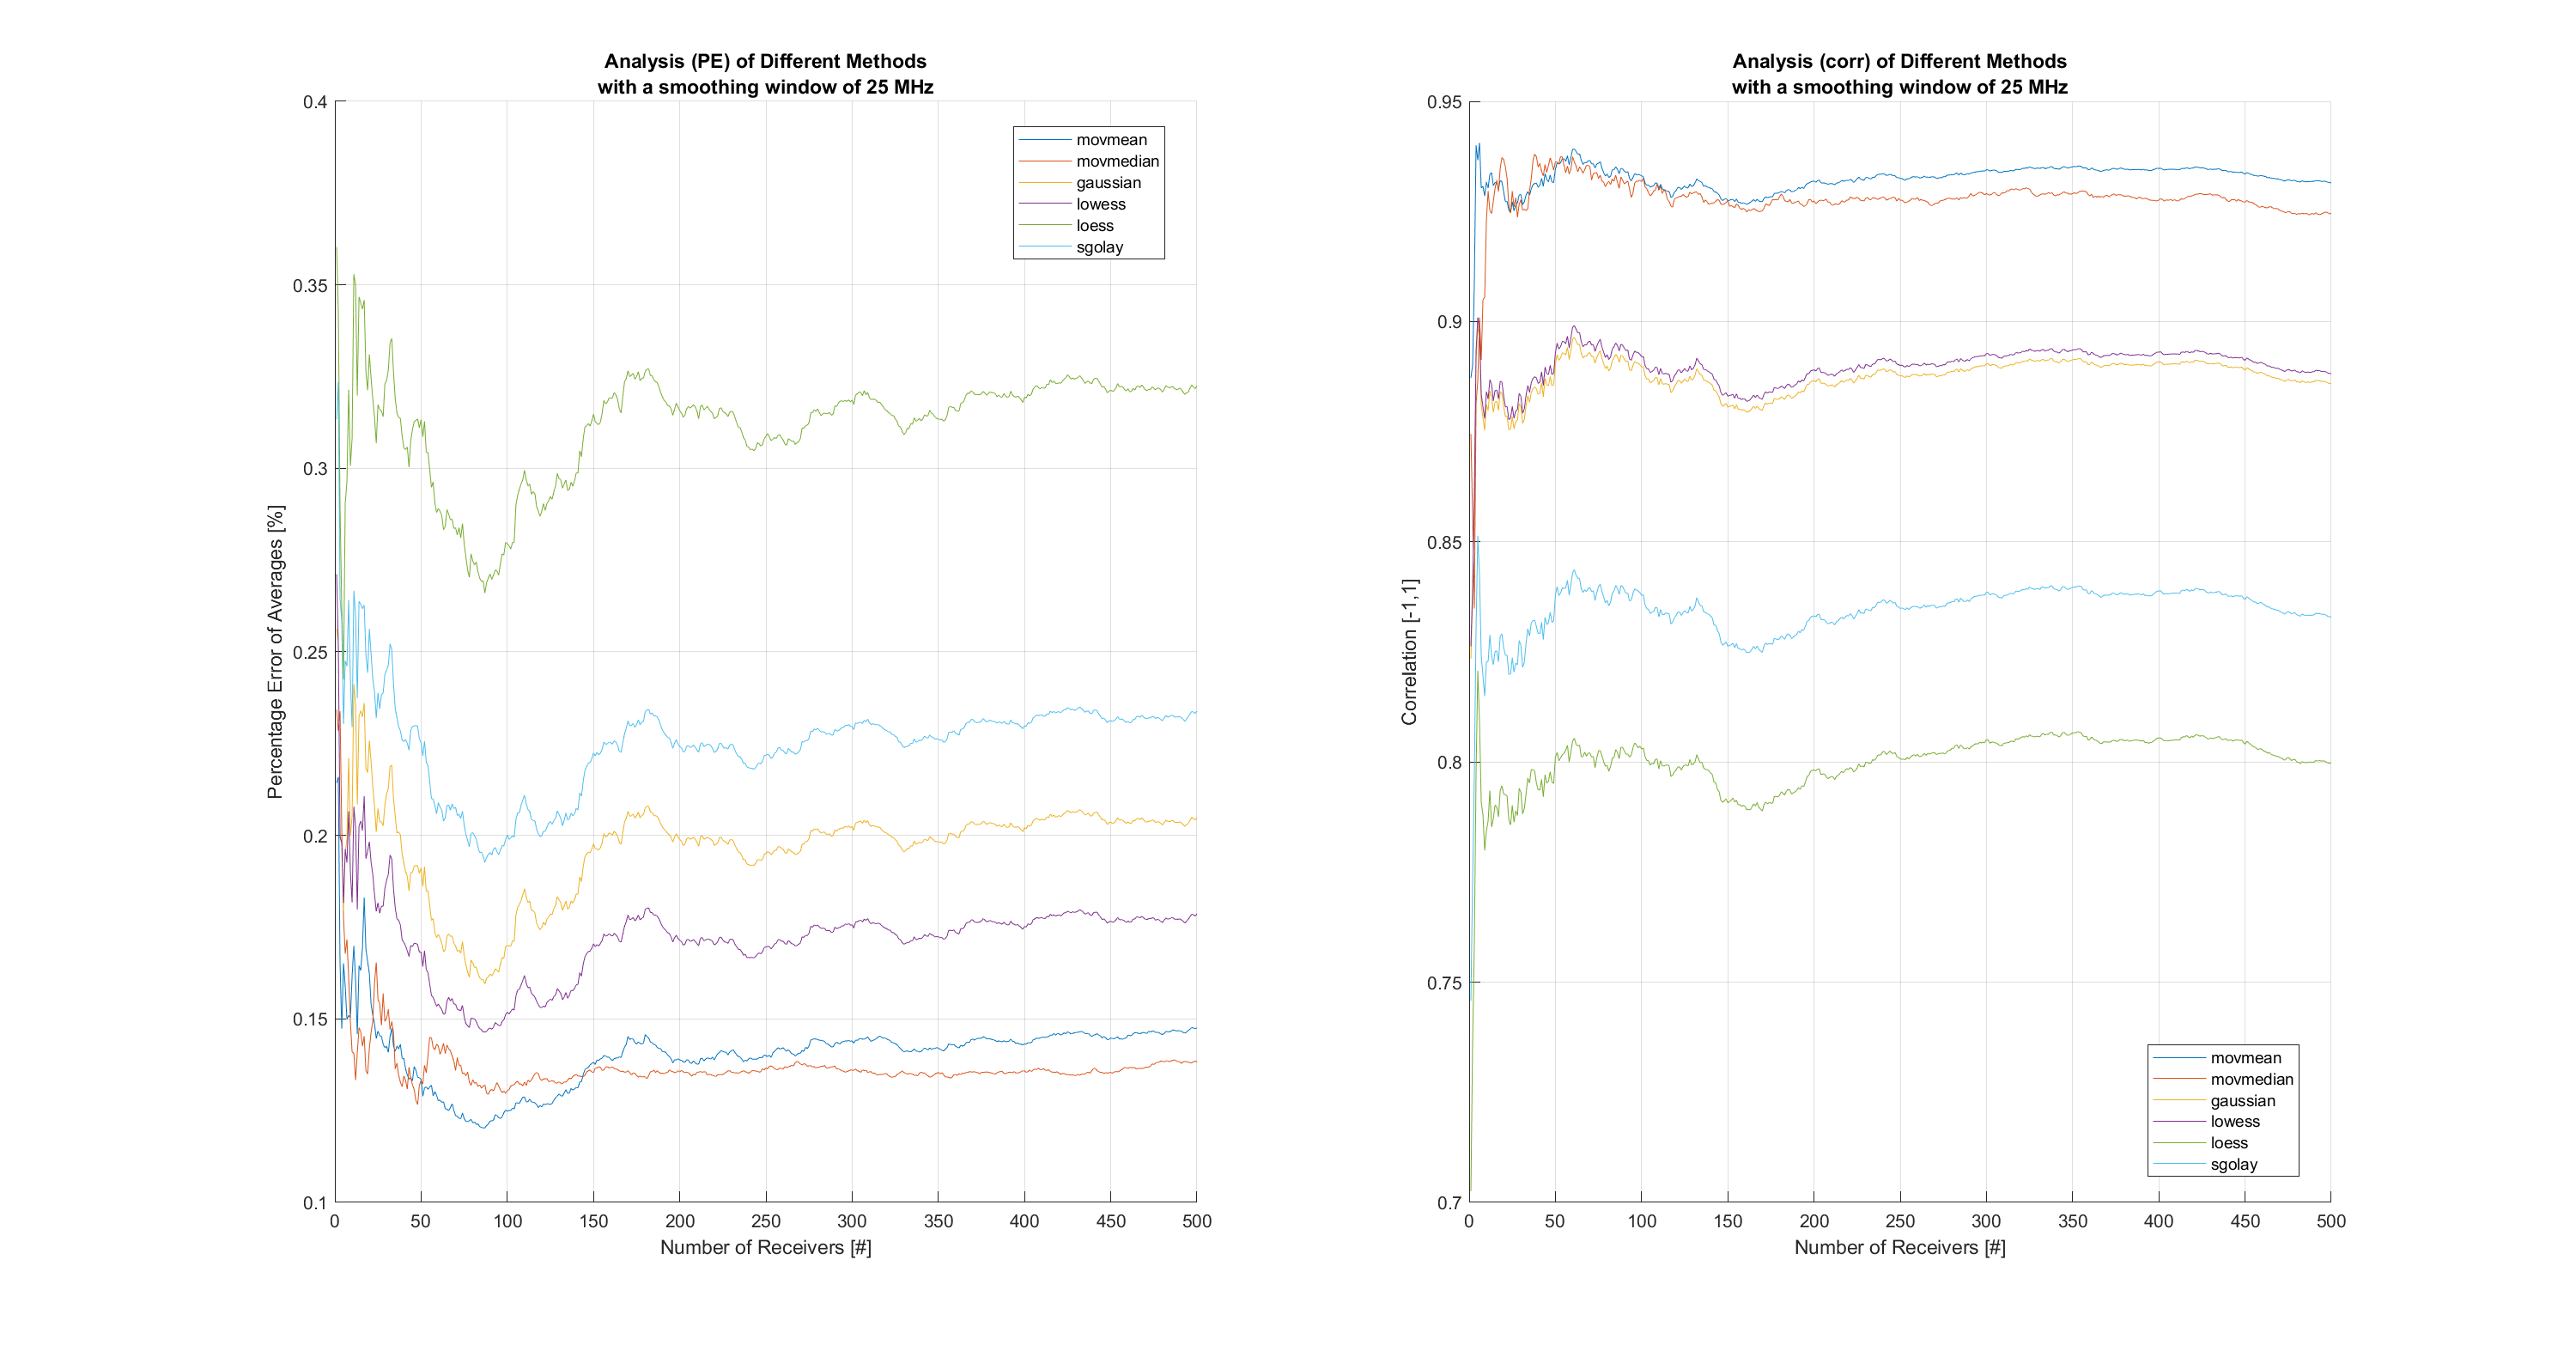 Analysis (PE) of Different Methods
with a smoothing window of 25 MHz
0.4
0.35
0.3
0.25
0.2
0.15
0.1
Percentage Error of Averages [%]
movmean
movmedian
gaussian
lowess
loess
sgolay
0 50 100 150 200 250 300 350 400 450 500
Number of Receivers [#]
Analysis (corr) of Different Methods
with a smoothing window of 25 MHz
0.95
0.9
0.85
0.8
0.75
0.7
Correlation [-1,1]
movmean
movmedian
gaussian
lowess
loess
sgolay
0 50 100 150 200 250 300 350 400 450 500
Number of Receivers [#]